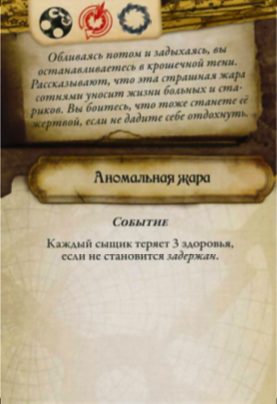 Обливаясь потом и задыхаясь, вы
останавливаетесь в крошечной тени.
Рассказывают, что эта страшная жара
сотнями уносит жизни больных и ста-
риков. Вы боитесь, что тоже станете её
жертвой, если не дадите себе отдохнуть.
Аномальная жара
Событие
Каждый сыщик теряет 3 здоровья,
если не становится задержан.